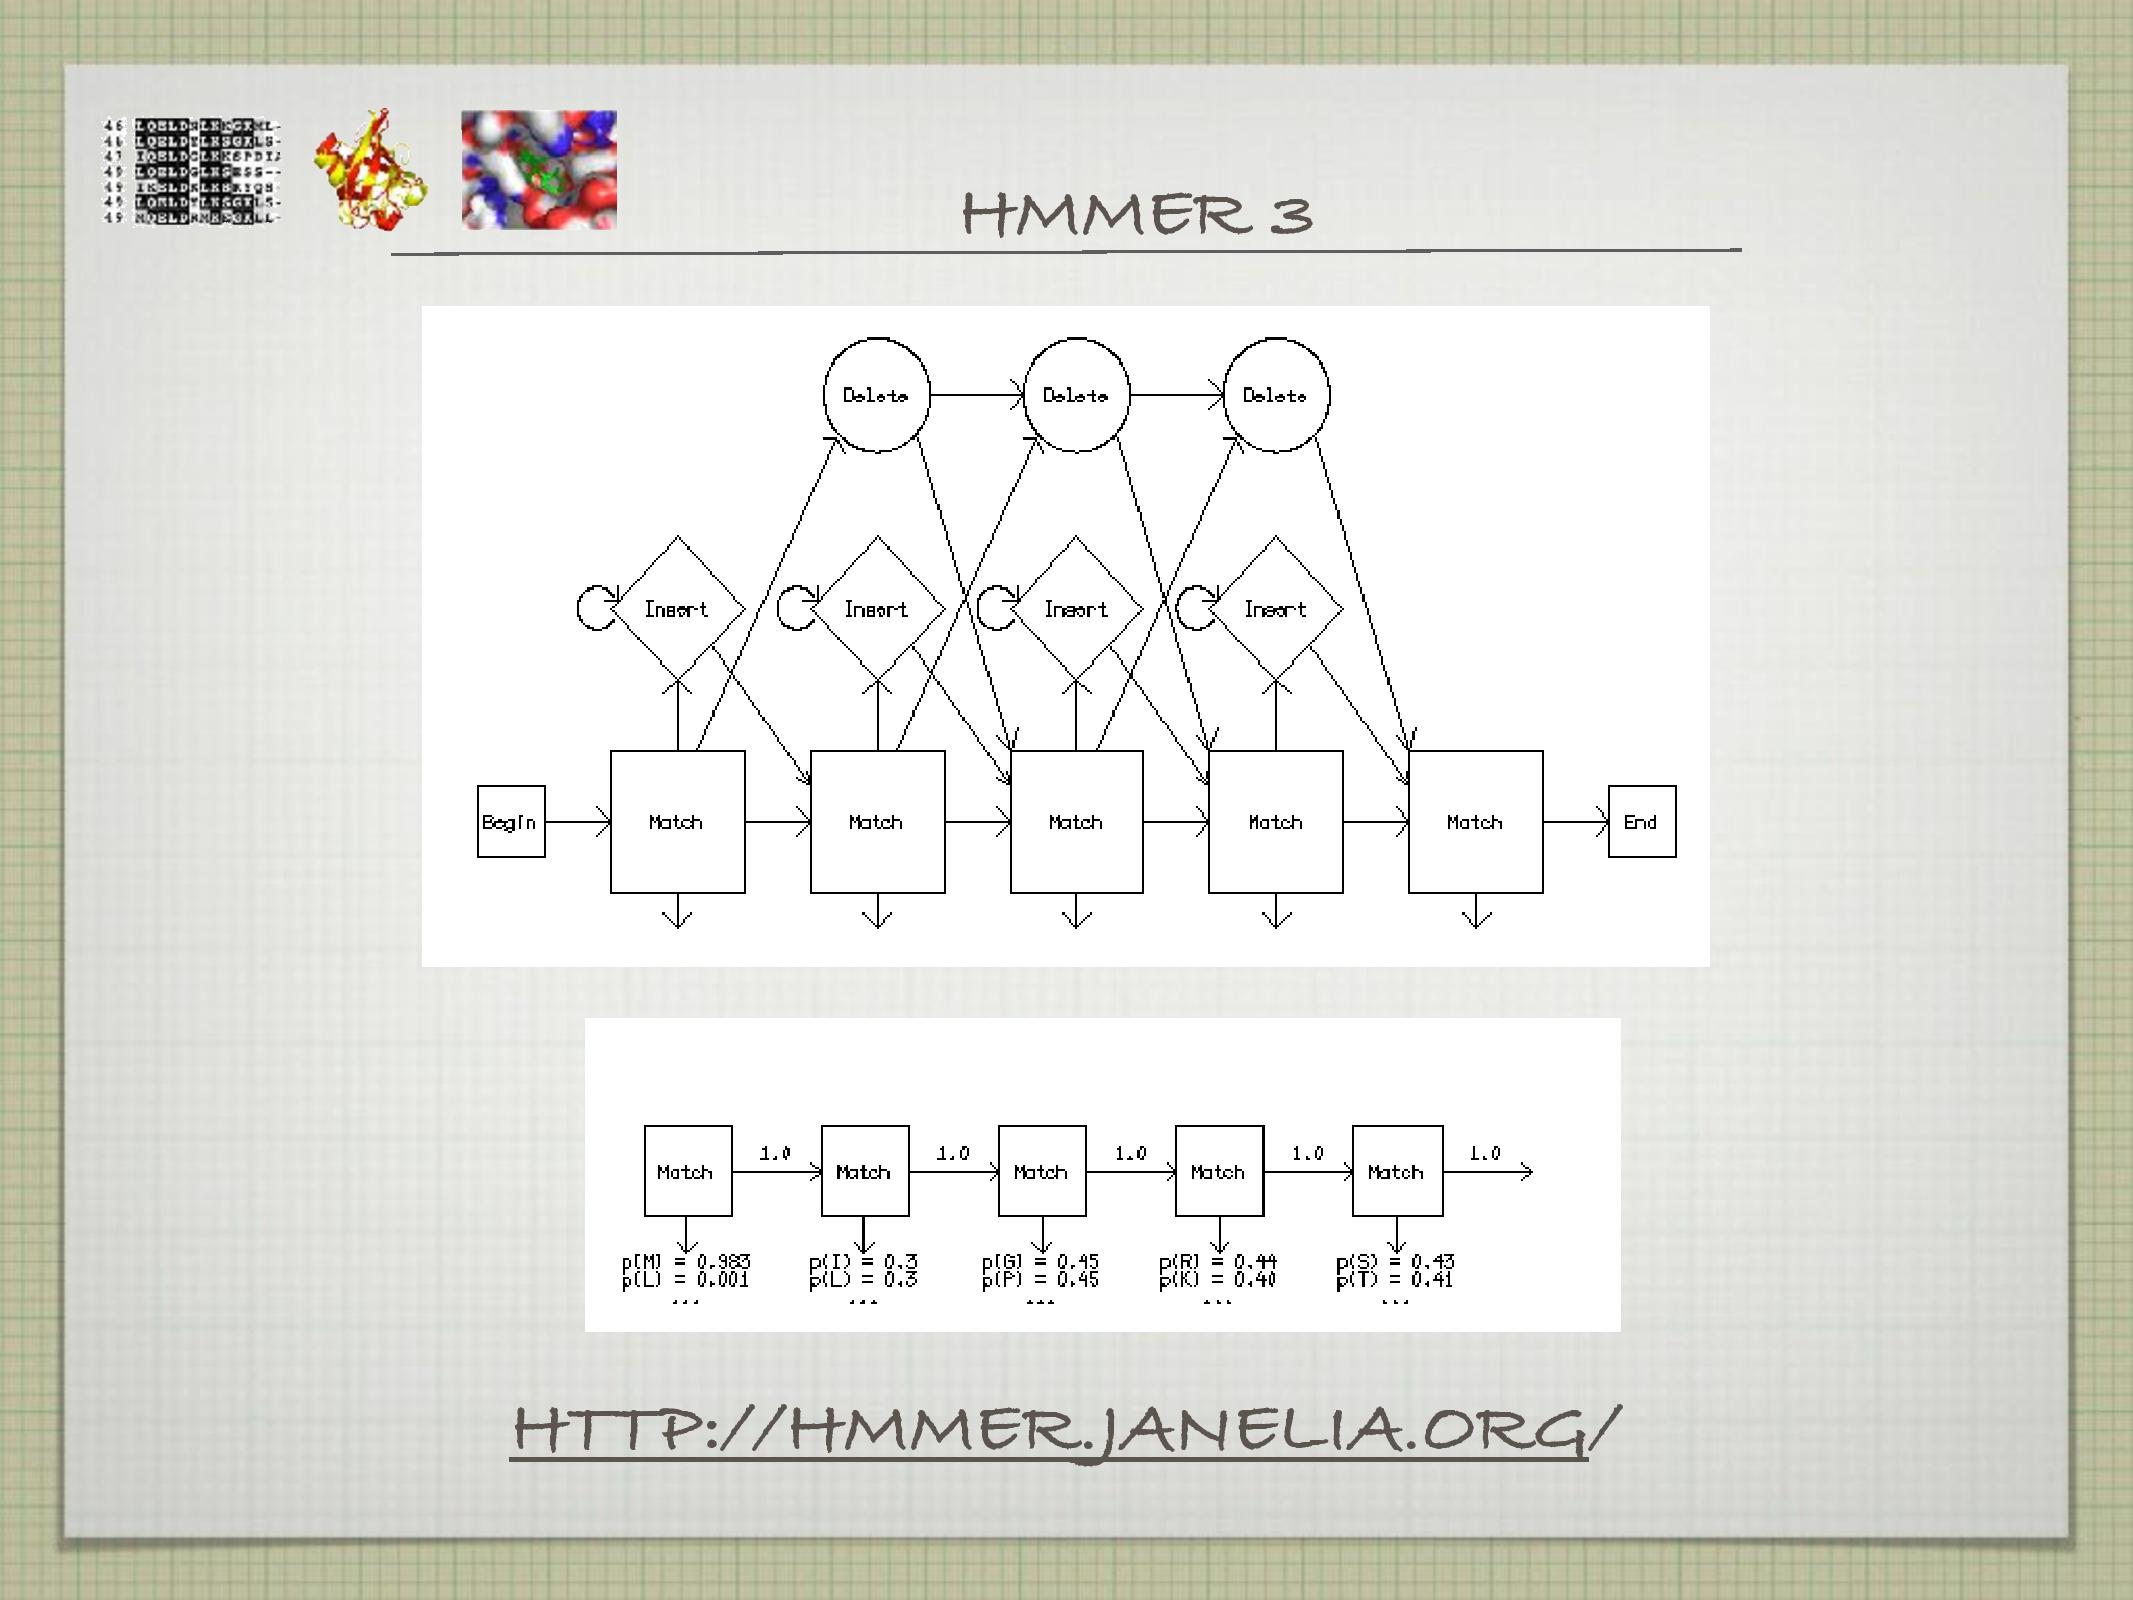 HMMER 3
Delete Delete Delete
Insert Insert Insert Insert
Begin Match Match Match Match Match End
1.0 1.0 1.0 1.0 1.0
Match Match Match Match Match
p(M) = 0.983 p(I) = 0.3 p(G) = 0.45 p(R) = 0.44 p(S) = 0.43
p(L) = 0.001 p(L) = 0.3 p(P) = 0.45 p(K) = 0.40 p(T) = 0.41
... ... ... ... ...
HTTP://HMMER.JANELIA.ORG/